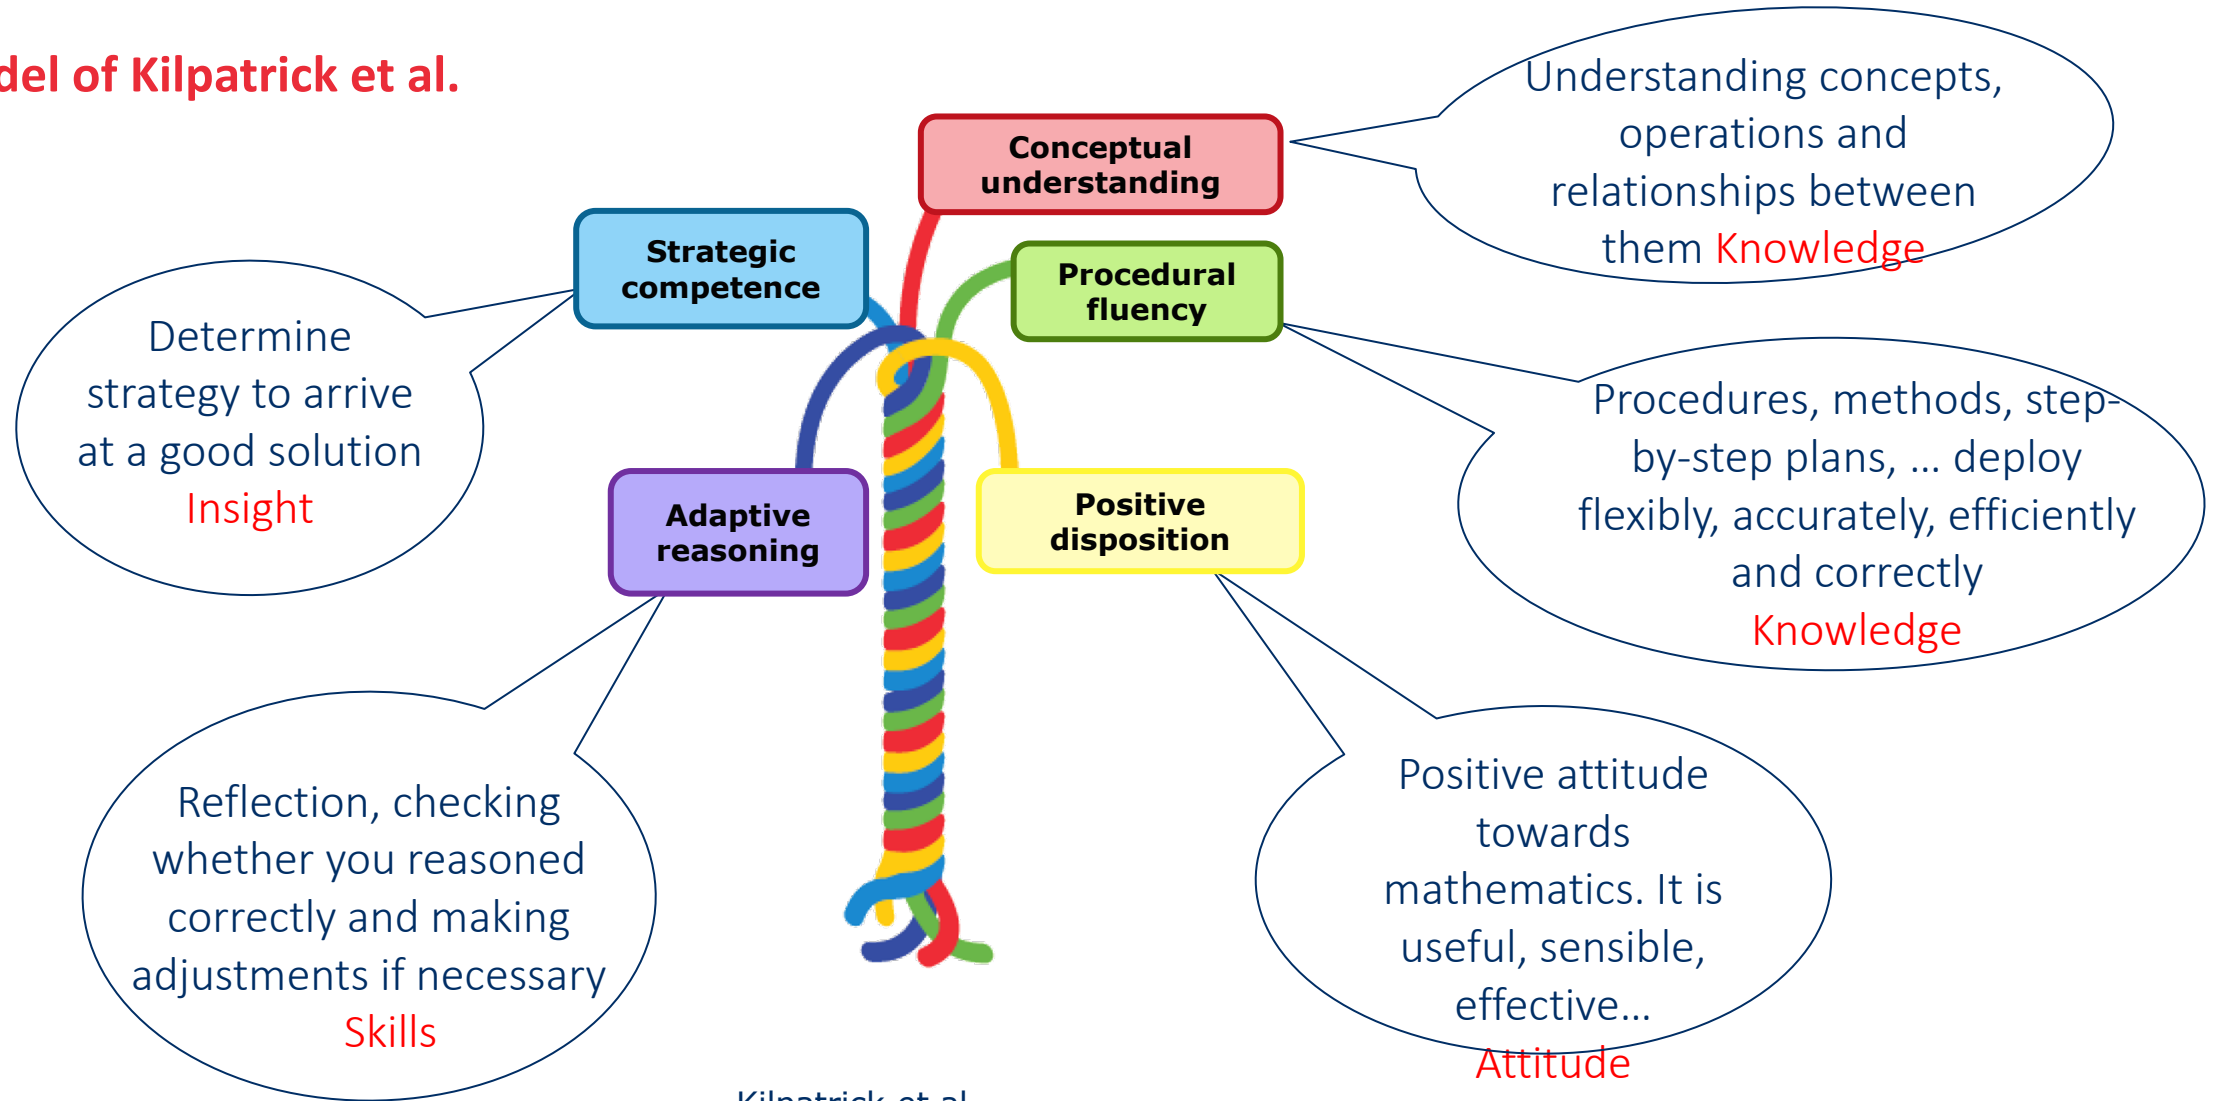 del of Kilpatrick et al.
Conceptual
understanding
Understanding concepts,
operations and
relationships between
them Knowledge
Strategic
competence
Determine
strategy to arrive
at a good solution
Insight
Procedural
fluency
Procedures, methods, step-
by-step plans, ... deploy
flexibly, accurately, efficiently
and correctly
Knowledge
Adaptive
reasoning
Reflection, checking
whether you reasoned
correctly and making
adjustments if necessary
Skills
Positive
disposition
Positive attitude
towards
mathematics. It is
useful, sensible,
effective...
Attitude
Kilpatrick et al